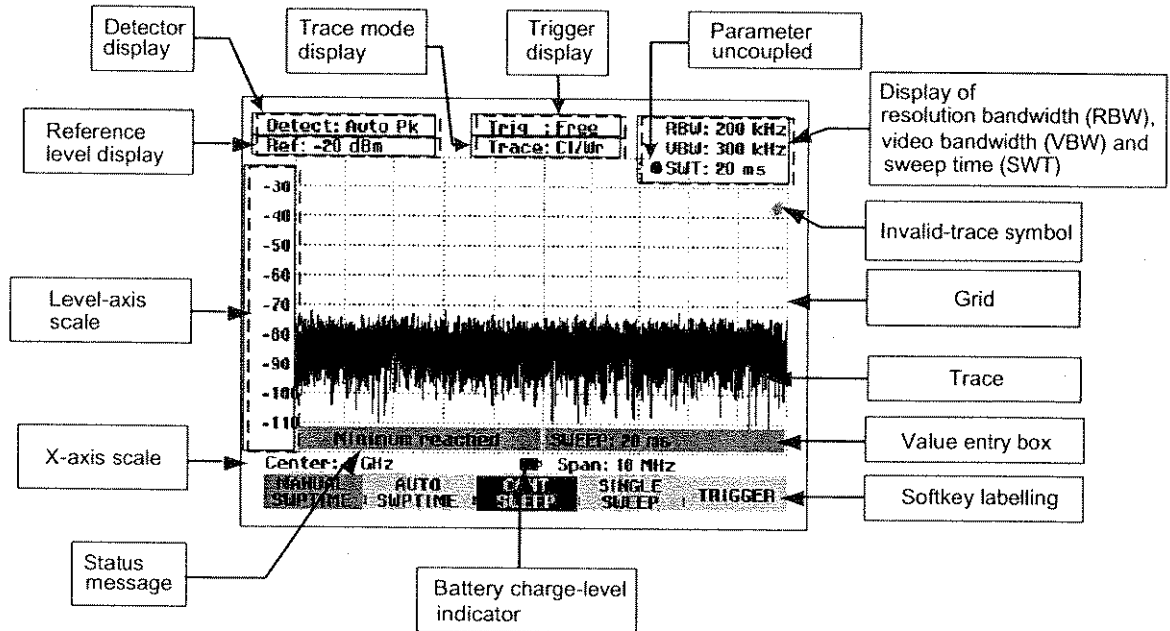 Detector
display
Trace mode
display
Trigger
display
Parameter
uncoupled
Display of
resolution bandwidth (RBW),
video bandwidth (VBW) and
sweep time (SWT)
Reference
level display
Detect: Auto Pk
Ref: -20 dBm
Trig : Free
Trace: Cl/Wr
RBW: 200 kHz
VBW: 300 kHz
SWT: 20 ms
-30
-40
-50
-60
-70
-80
-90
-100
-110
Invalid-trace symbol
Grid
Level-axis
scale
Trace
Minimum reached
SWEEP: 20 ms
Value entry box
X-axis scale
Center: GHz
Span: 10 MHz
MANUAL
SWPTIME
AUTO
SWPTIME
CONT
SLEEP
SINGLE
SWEEP
TRIGGER
Softkey labelling
Status
message
Battery charge-level
indicator